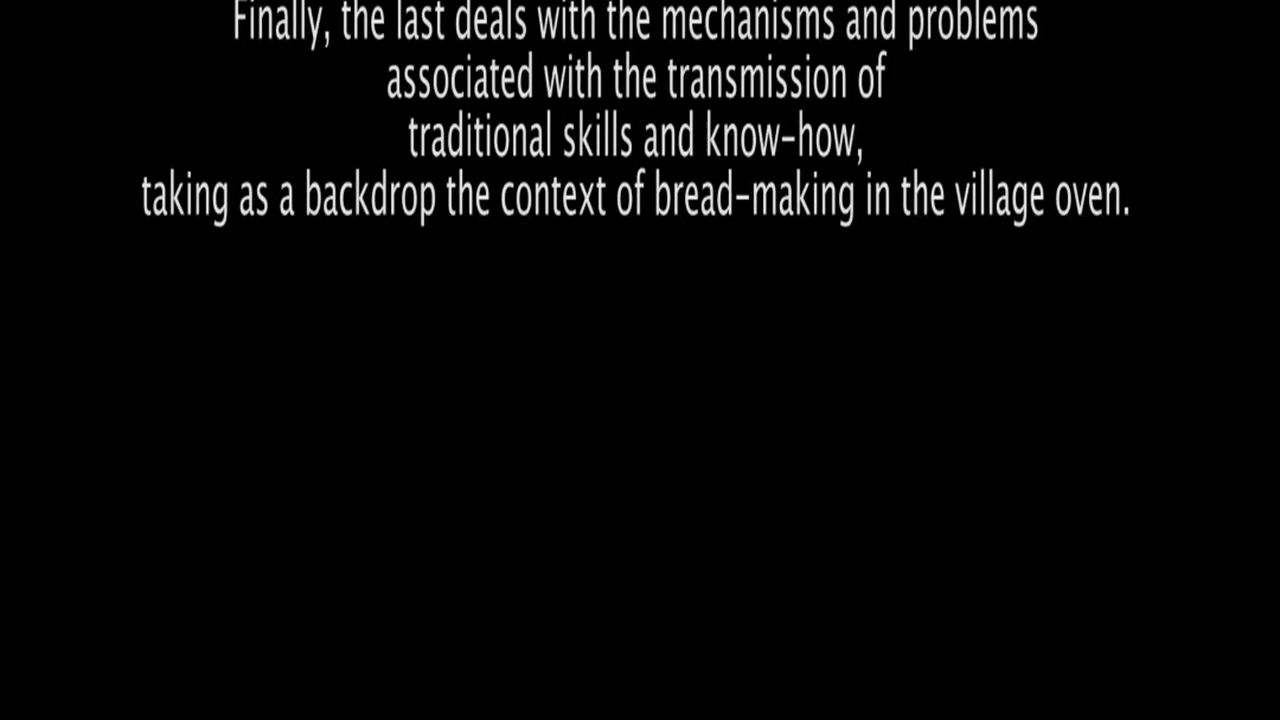 Finally, the last deals with the mechanisms and problems
associated with the transmission of
traditional skills and know-how,
taking as a backdrop the context of bread-making in the village oven.